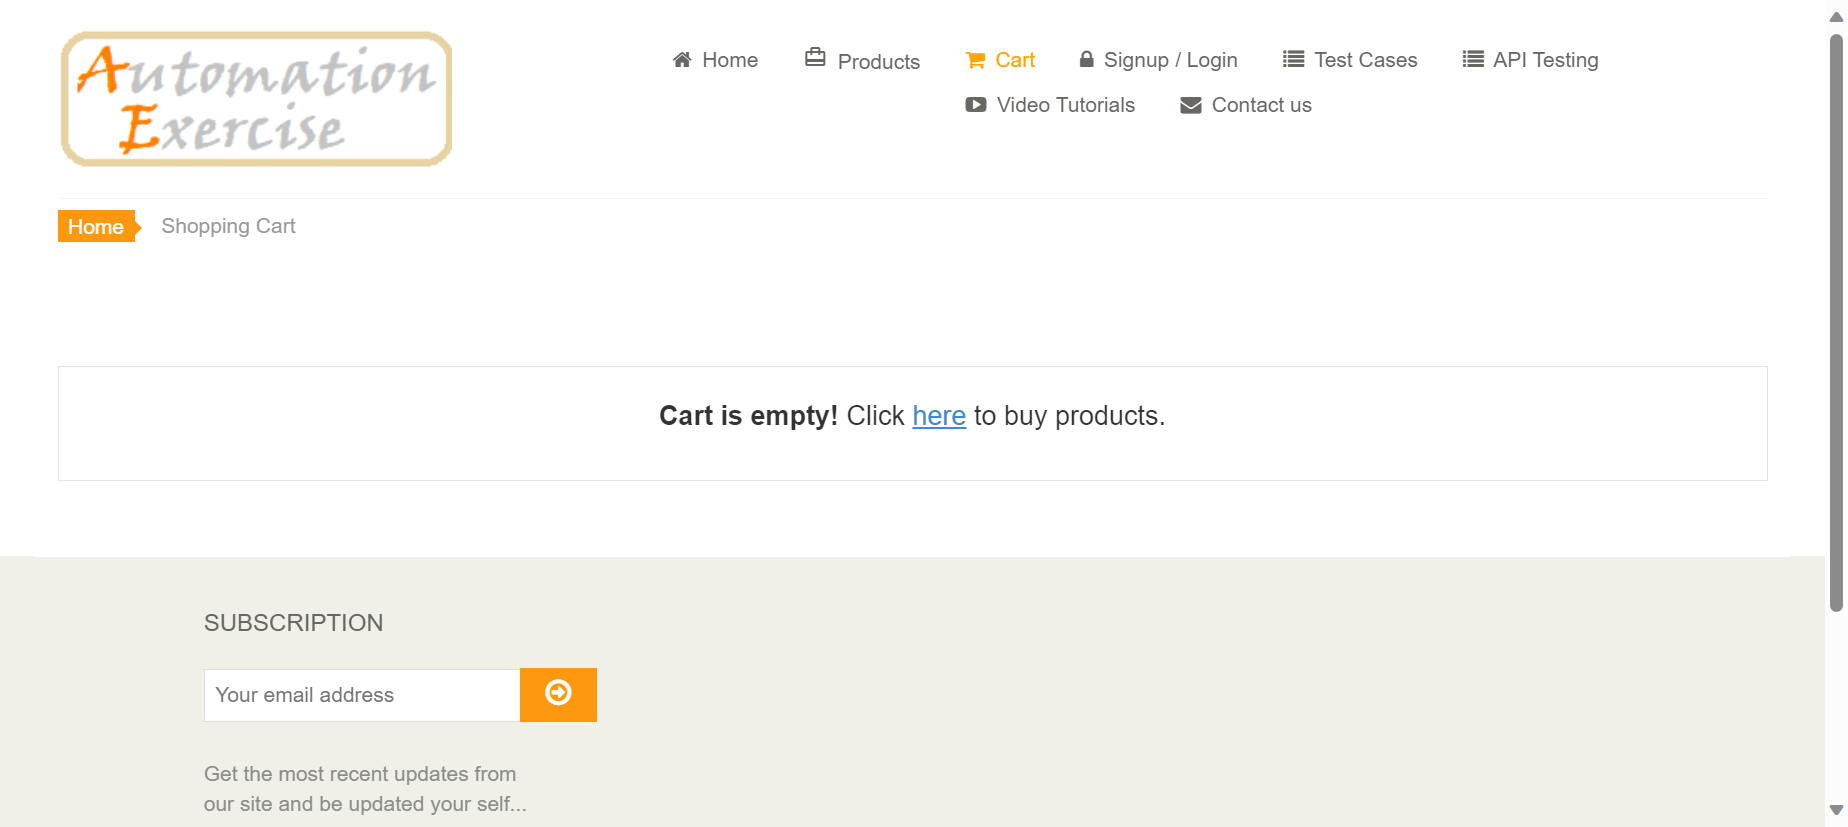 Automation
Exercise
Home
Products
Cart
Signup / Login
Test Cases
API Testing
Video Tutorials
Contact us
Home
Shopping Cart
Cart is empty! Click here to buy products.
SUBSCRIPTION
Your email address
Get the most recent updates from
our site and be updated your self...